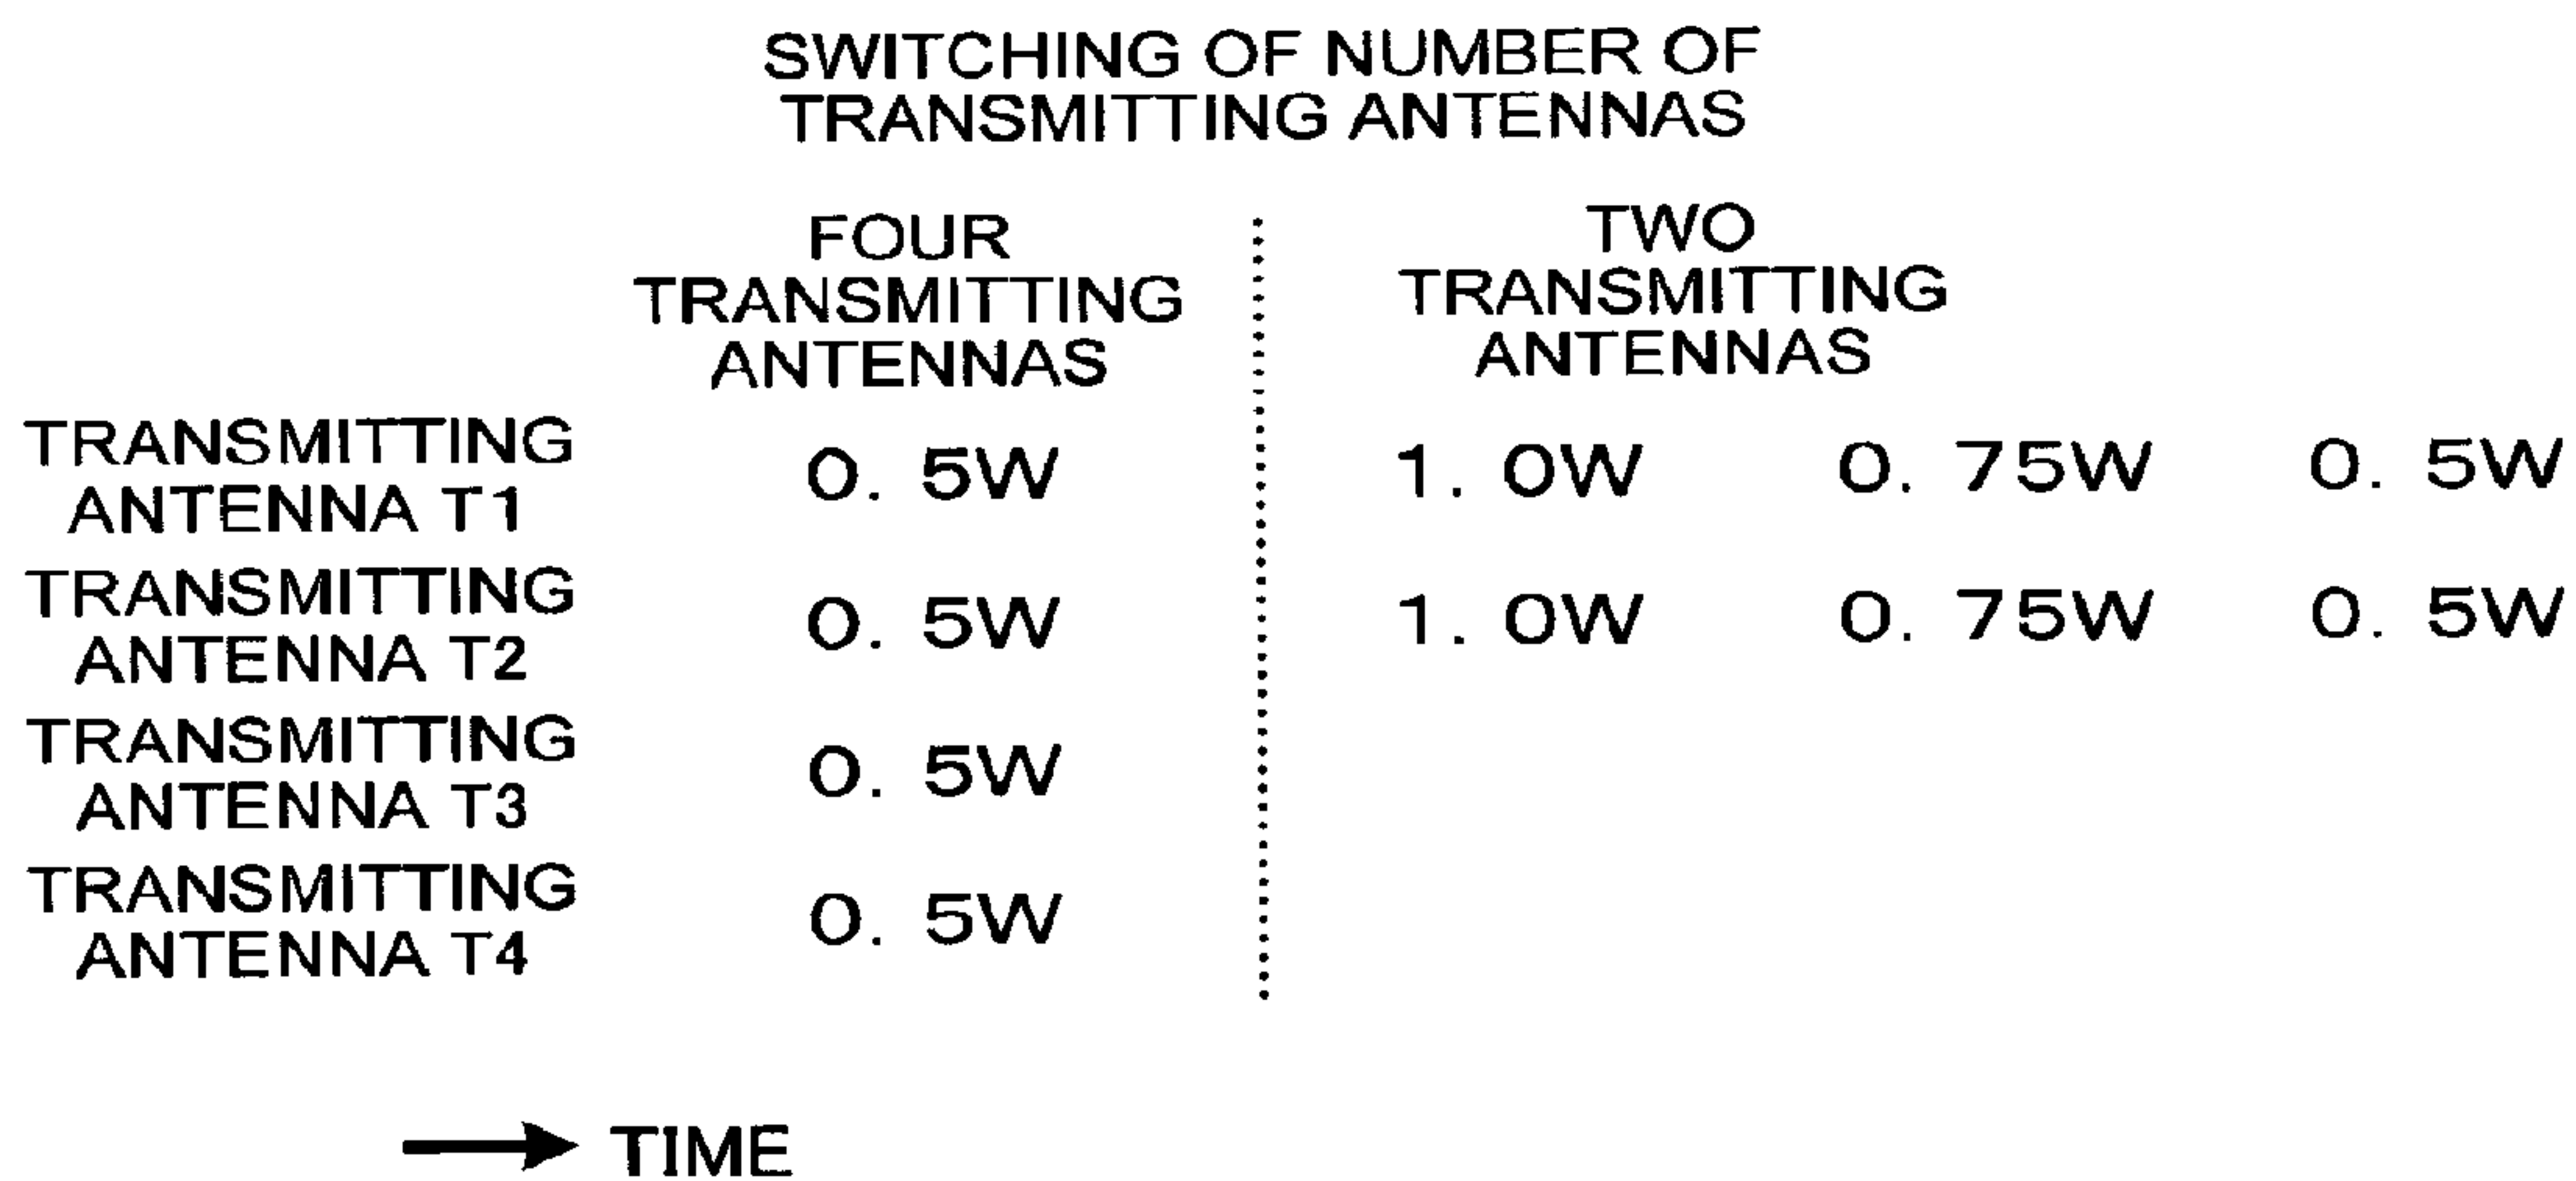 SWITCHING OF NUMBER OF
TRANSMITTING ANTENNAS
FOUR
TRANSMITTING
ANTENNAS
TWO
TRANSMITTING
ANTENNAS
TRANSMITTING
ANTENNA T1
0. 5W 1. 0W 0. 75W 0. 5W
TRANSMITTING
ANTENNA T2
0. 5W 1. 0W 0. 75W 0. 5W
TRANSMITTING
ANTENNA T3
0. 5W
TRANSMITTING
ANTENNA T4
0. 5W
TIME